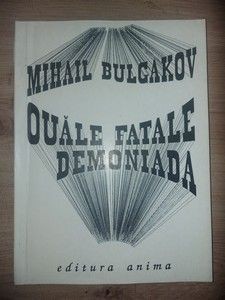 MIHAIL BULGAKOV
OUĂLE FATALE
DEMONIADA
editura anima